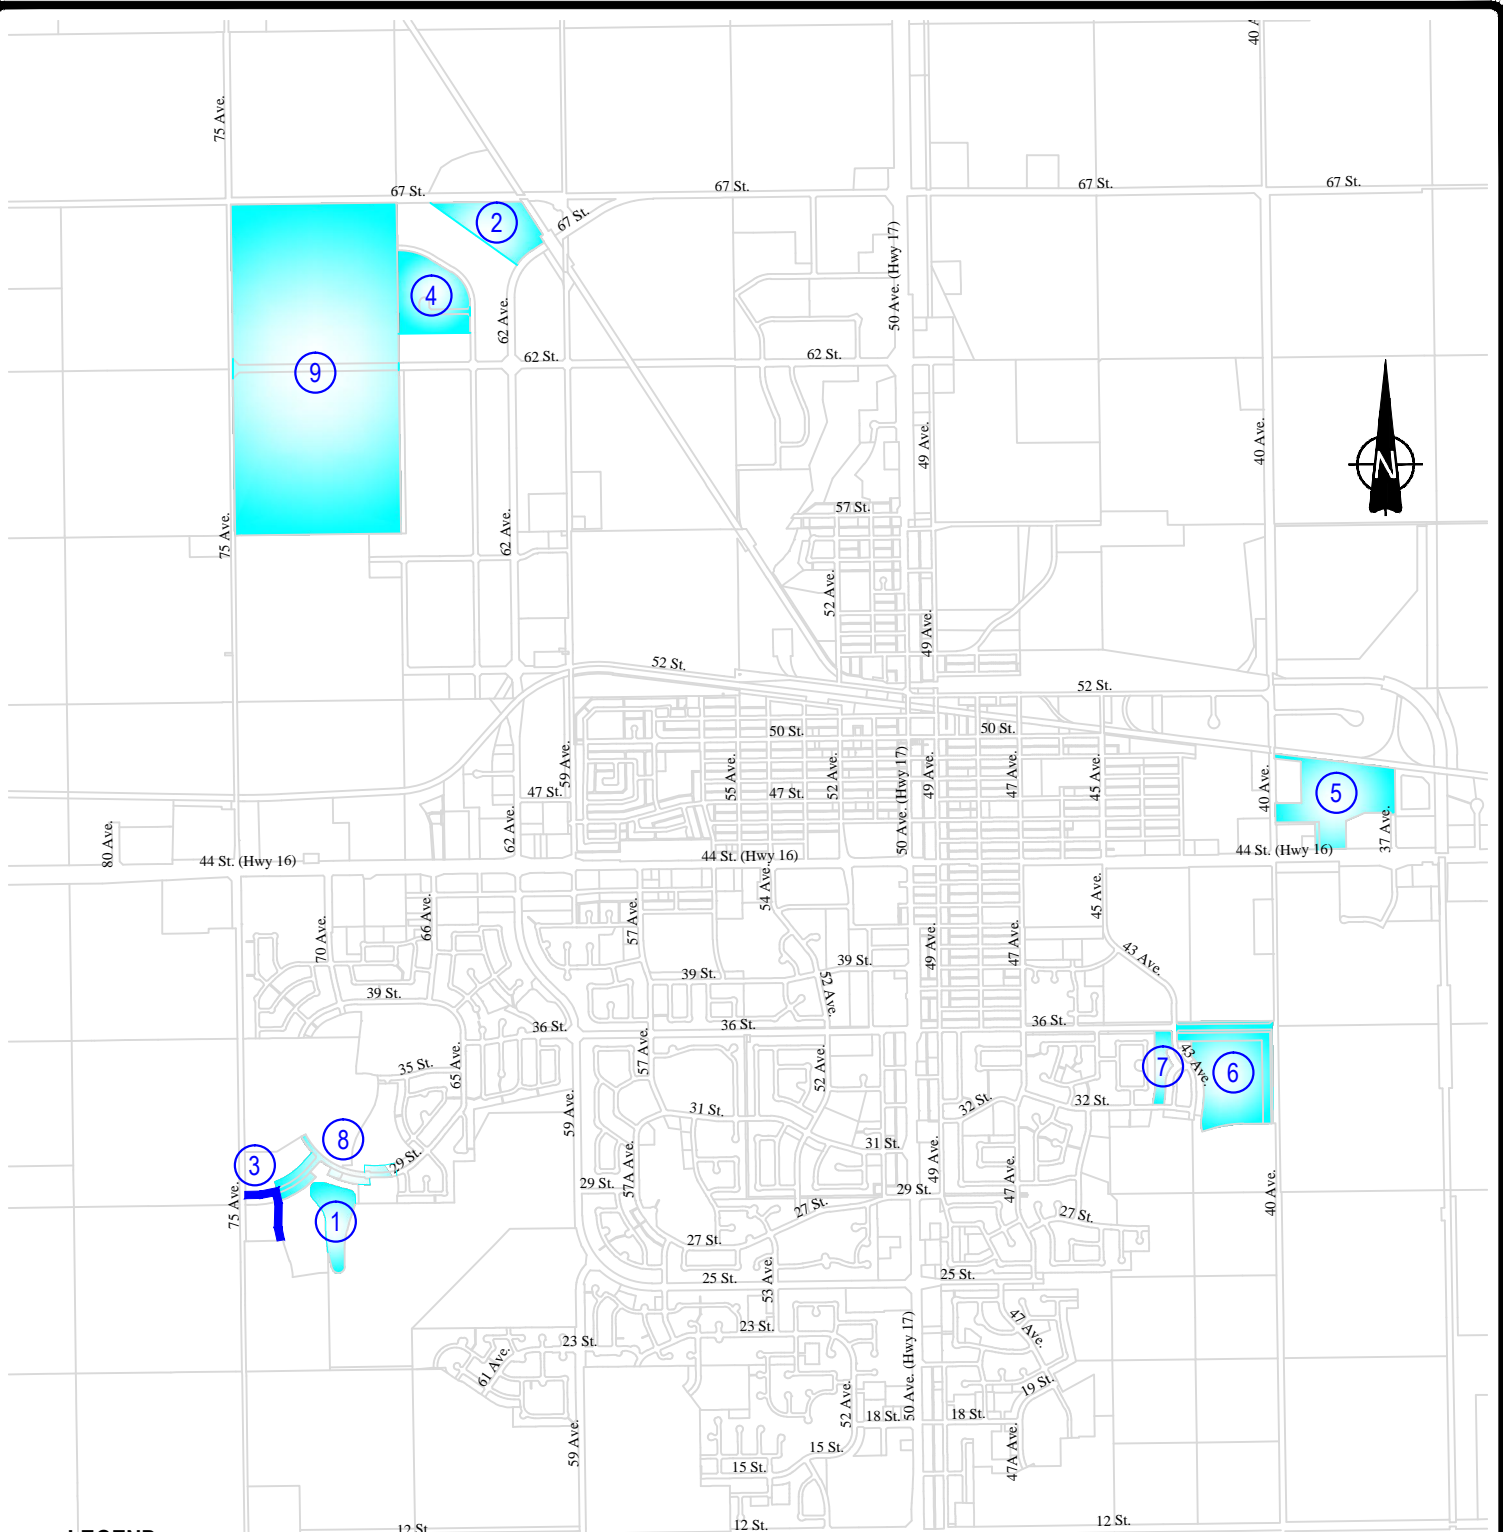 40 A
75 Ave.
67 St.
67 St.
67 St.
67 St.
2
67 St.
50 Ave. (Hwy 17)
4
62 Ave.
62 St.
62 St.
9
49 Ave.
40 Ave.
N
57 St.
75 Ave.
62 Ave.
52 Ave.
49 Ave.
52 St.
52 St.
50 St.
50 St.
59 Ave.
55 Ave.
52 Ave.
50 Ave. (Hwy 17)
49 Ave.
47 Ave.
45 Ave.
40 Ave.
5
37 Ave.
47 St.
47 St.
62 Ave.
80 Ave.
44 St. (Hwy 16)
44 St. (Hwy 16)
44 St. (Hwy 16)
54 Ave.
45 Ave.
66 Ave.
57 Ave.
70 Ave.
49 Ave.
47 Ave.
43 Ave.
39 St.
39 St.
39 St.
52 Ave.
36 St.
36 St.
36 St.
57 Ave.
35 St.
65 Ave.
52 Ave.
7
43 Ave.
6
59 Ave.
31 St.
32 St.
32 St.
8
31 St.
3
29 St.
57A Ave.
49 Ave.
29 St.
29 St.
47 Ave.
40 Ave.
75 Ave.
1
27 St.
27 St.
27 St.
25 St.
25 St.
53 Ave.
23 St.
23 St.
47 Ave.
61 Ave.
50 Ave. (Hwy 17)
19 St.
52 Ave.
18 St.
18 St.
59 Ave.
15 St.
47A Ave.
15 St.
12 St.
12 St.
12 St.
LEGEND